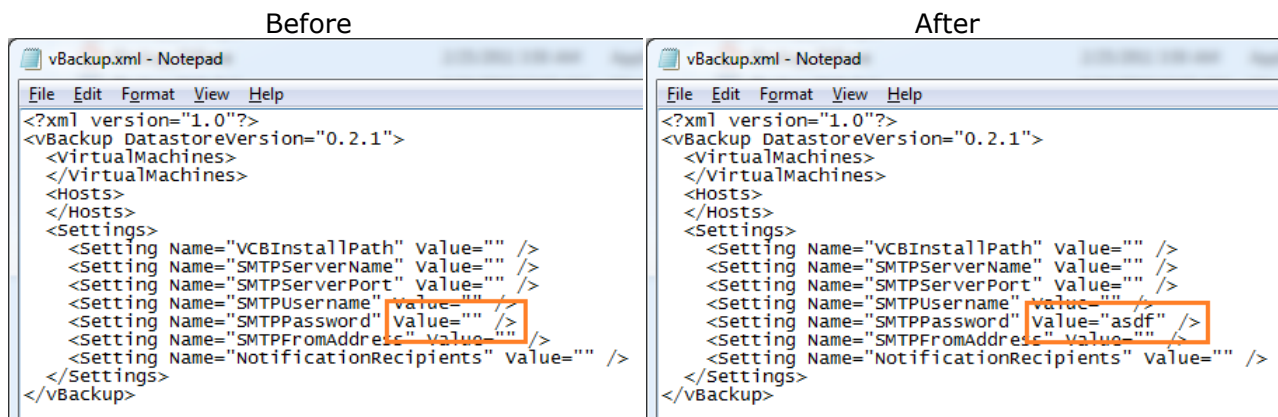 Before
vBackup.xml - Notepad
File Edit Format View Help
<?xml version="1.0"?>
<vBackup DatastoreVersion="0.2.1">
  <VirtualMachines>
  </VirtualMachines>
  <Hosts>
  </Hosts>
  <Settings>
    <Setting Name="VCBInstallPath" Value="" />
    <Setting Name="SMTPServerName" Value="" />
    <Setting Name="SMTPServerPort" Value="" />
    <Setting Name="SMTPUsername" Value="" />
    <Setting Name="SMTPPassword" Value="" />
    <Setting Name="SMTPFromAddress" Value="" />
    <Setting Name="NotificationRecipients" Value="" />
  </Settings>
</vBackup>
After
vBackup.xml - Notepad
File Edit Format View Help
<?xml version="1.0"?>
<vBackup DatastoreVersion="0.2.1">
  <VirtualMachines>
  </VirtualMachines>
  <Hosts>
  </Hosts>
  <Settings>
    <Setting Name="VCBInstallPath" Value="" />
    <Setting Name="SMTPServerName" Value="" />
    <Setting Name="SMTPServerPort" Value="" />
    <Setting Name="SMTPUsername" Value="" />
    <Setting Name="SMTPPassword" Value="asdf" />
    <Setting Name="SMTPFromAddress" Value="" />
    <Setting Name="NotificationRecipients" Value="" />
  </Settings>
</vBackup>